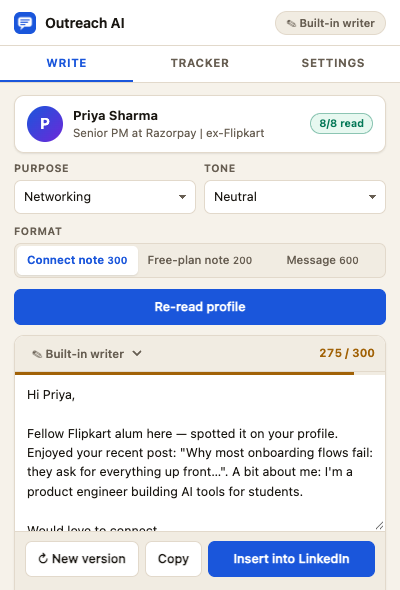 Outreach AI
✎ Built-in writer
WRITE
TRACKER
SETTINGS
P
Priya Sharma
Senior PM at Razorpay | ex-Flipkart
8/8 read
PURPOSE
TONE
Networking
Neutral
FORMAT
Connect note 300
Free-plan note 200
Message 600
Re-read profile
✎ Built-in writer
275 / 300
Hi Priya,
Fellow Flipkart alum here — spotted it on your profile.
Enjoyed your recent post: "Why most onboarding flows fail:
they ask for everything up front…". A bit about me: I'm a
product engineer building AI tools for students.
Would love to connect.
↻ New version
Copy
Insert into LinkedIn